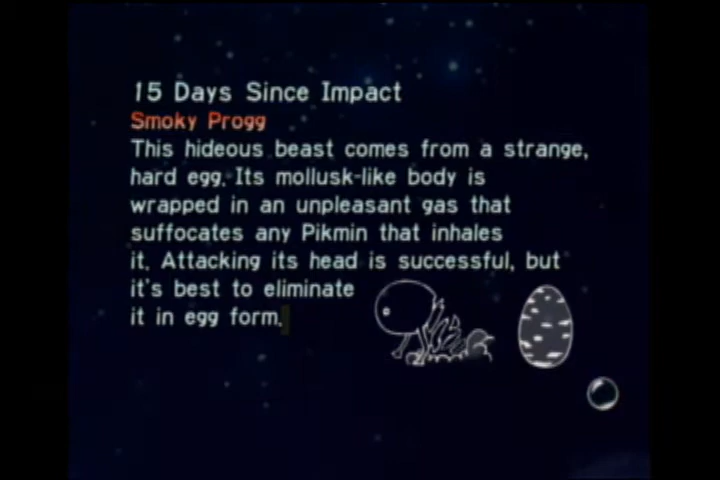 15 Days Since Impact
Smoky Progg
This hideous beast comes from a strange,
hard egg. Its mollusk-like body is
wrapped in an unpleasant gas that
suffocates any Pikmin that inhales
it. Attacking its head is successful, but
it's best to eliminate
it in egg form.